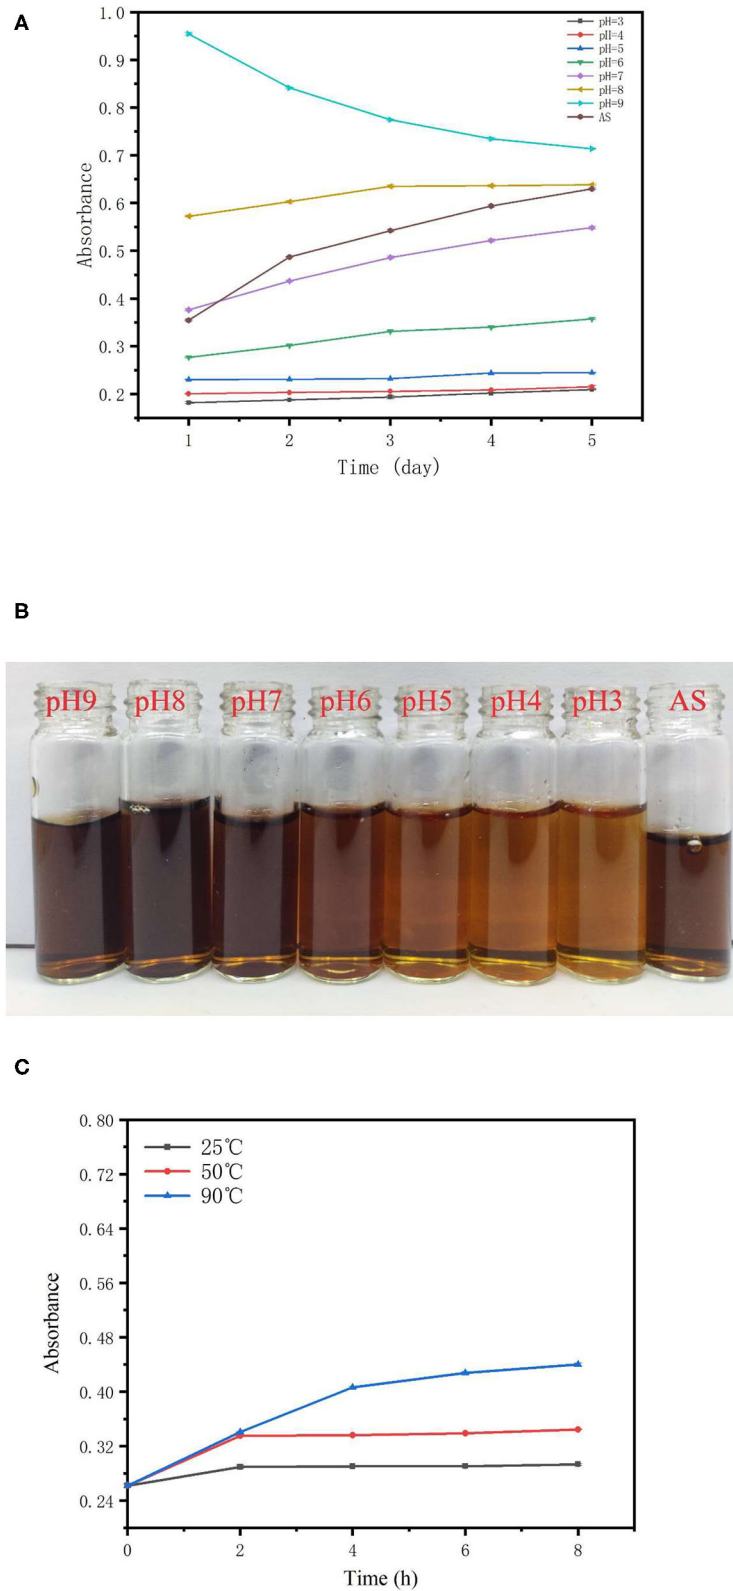 A
1.0
0.9
0.8
0.7
0.6
0.5
0.4
0.3
0.2
Absorbance
pH=3
pH=4
pH=5
pH=6
pH=7
pH=8
pH=9
AS
1 2 3 4 5
Time (day)
B
pH9 pH8 pH7 pH6 pH5 pH4 pH3 AS
C
0.80
0.72
0.64
0.56
0.48
0.40
0.32
0.24
Absorbance
25℃
50℃
90℃
0 2 4 6 8
Time (h)